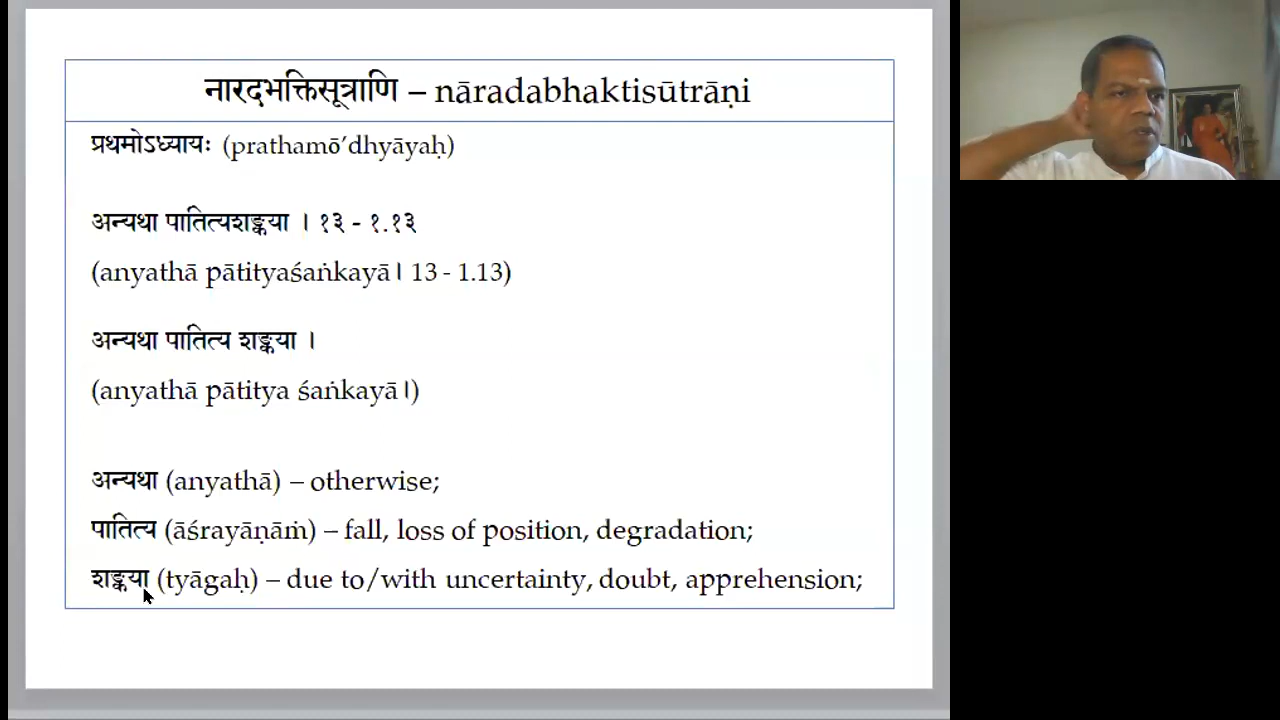 नारदभक्तिसूत्राणि – nāradabhaktisūtrāṇi
प्रथमोऽध्यायः (prathamō’dhyāyaḥ)
अन्यथा पातित्यशङ्कया । १३ - १.१३
(anyathā pātityaśaṅkayā। 13 - 1.13)
अन्यथा पातित्य शङ्कया ।
(anyathā pātitya śaṅkayā।)
अन्यथा (anyathā) – otherwise;
पातित्य (āśrayāṇāṁ) – fall, loss of position, degradation;
शङ्कया (tyāgaḥ) – due to/with uncertainty, doubt, apprehension;